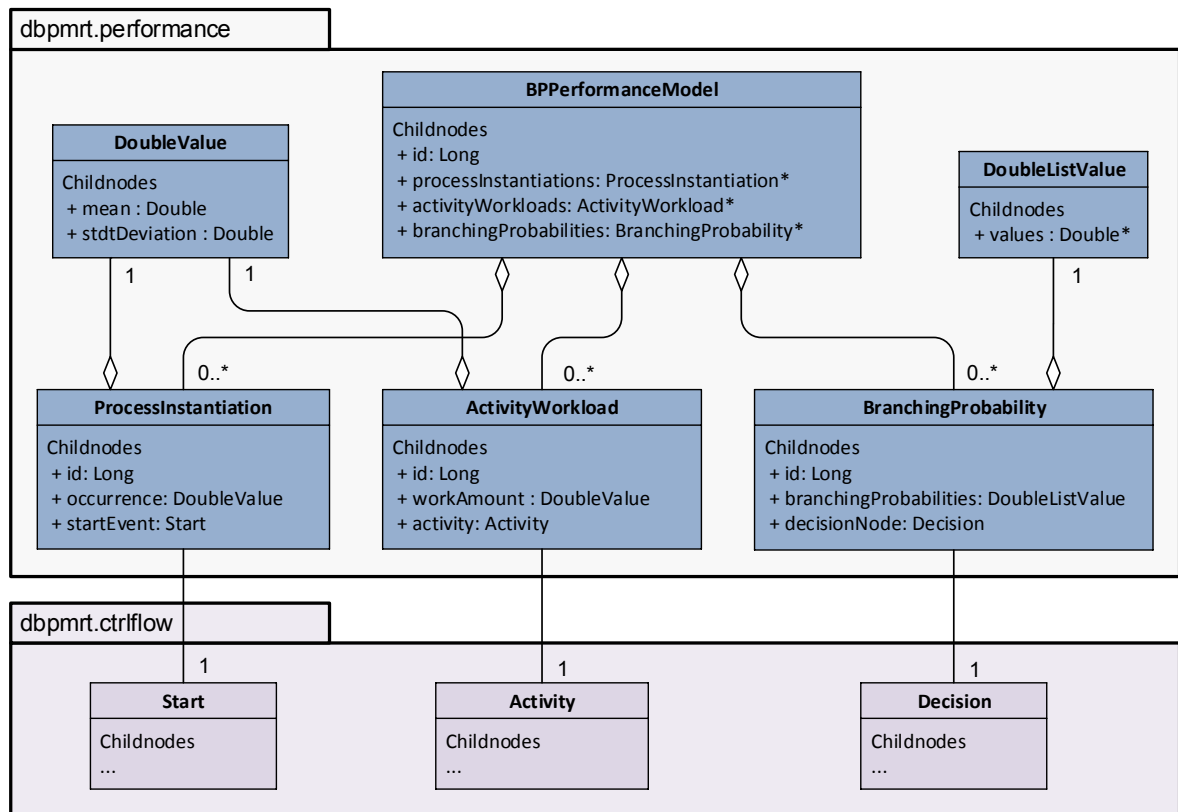 dbpmrt.performance
BPPerformanceModel
Childnodes
+ id: Long
+ processInstantiations: ProcessInstantiation*
+ activityWorkloads: ActivityWorkload*
+ branchingProbabilities: BranchingProbability*
DoubleValue
Childnodes
+ mean : Double
+ stdtDeviation : Double
DoubleListValue
Childnodes
+ values : Double*
1
1
1
0..*
0..*
0..*
ProcessInstantiation
Childnodes
+ id: Long
+ occurrence: DoubleValue
+ startEvent: Start
ActivityWorkload
Childnodes
+ id: Long
+ workAmount : DoubleValue
+ activity: Activity
BranchingProbability
Childnodes
+ id: Long
+ branchingProbabilities: DoubleListValue
+ decisionNode: Decision
dbpmrt.ctrlflow
1
1
1
Start
Childnodes
...
Activity
Childnodes
...
Decision
Childnodes
...